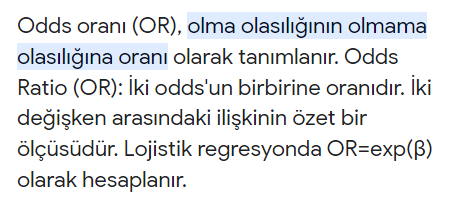 Odds oranı (OR), olma olasılığının olmama
olasılığına oranı olarak tanımlanır. Odds
Ratio (OR): İki odds'un birbirine oranıdır. İki
değişken arasındaki ilişkinin özet bir
ölçüsüdür. Lojistik regresyonda OR=exp(β)
olarak hesaplanır.